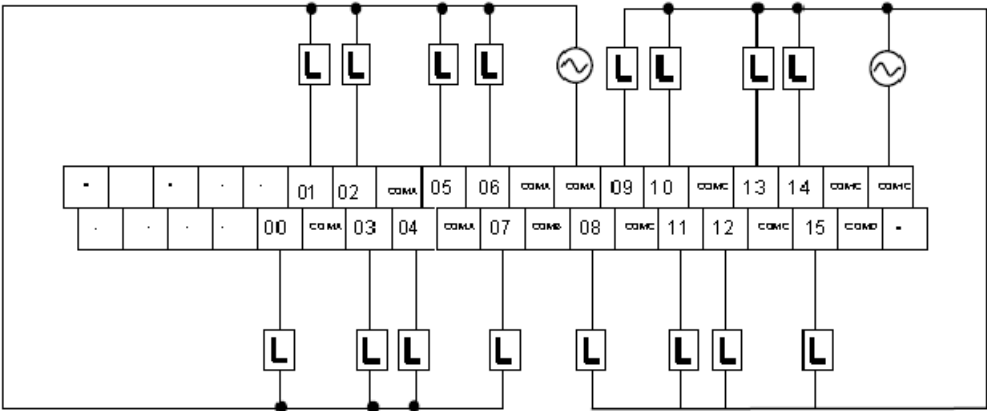 L L L L L L L L
01 02 COMA 05 06 COMA COMA 09 10 COMC 13 14 COMC COMC
00 COMA 03 04 COMA 07 COMB 08 COMC 11 12 COMC 15 COMD
L L L L L L L L